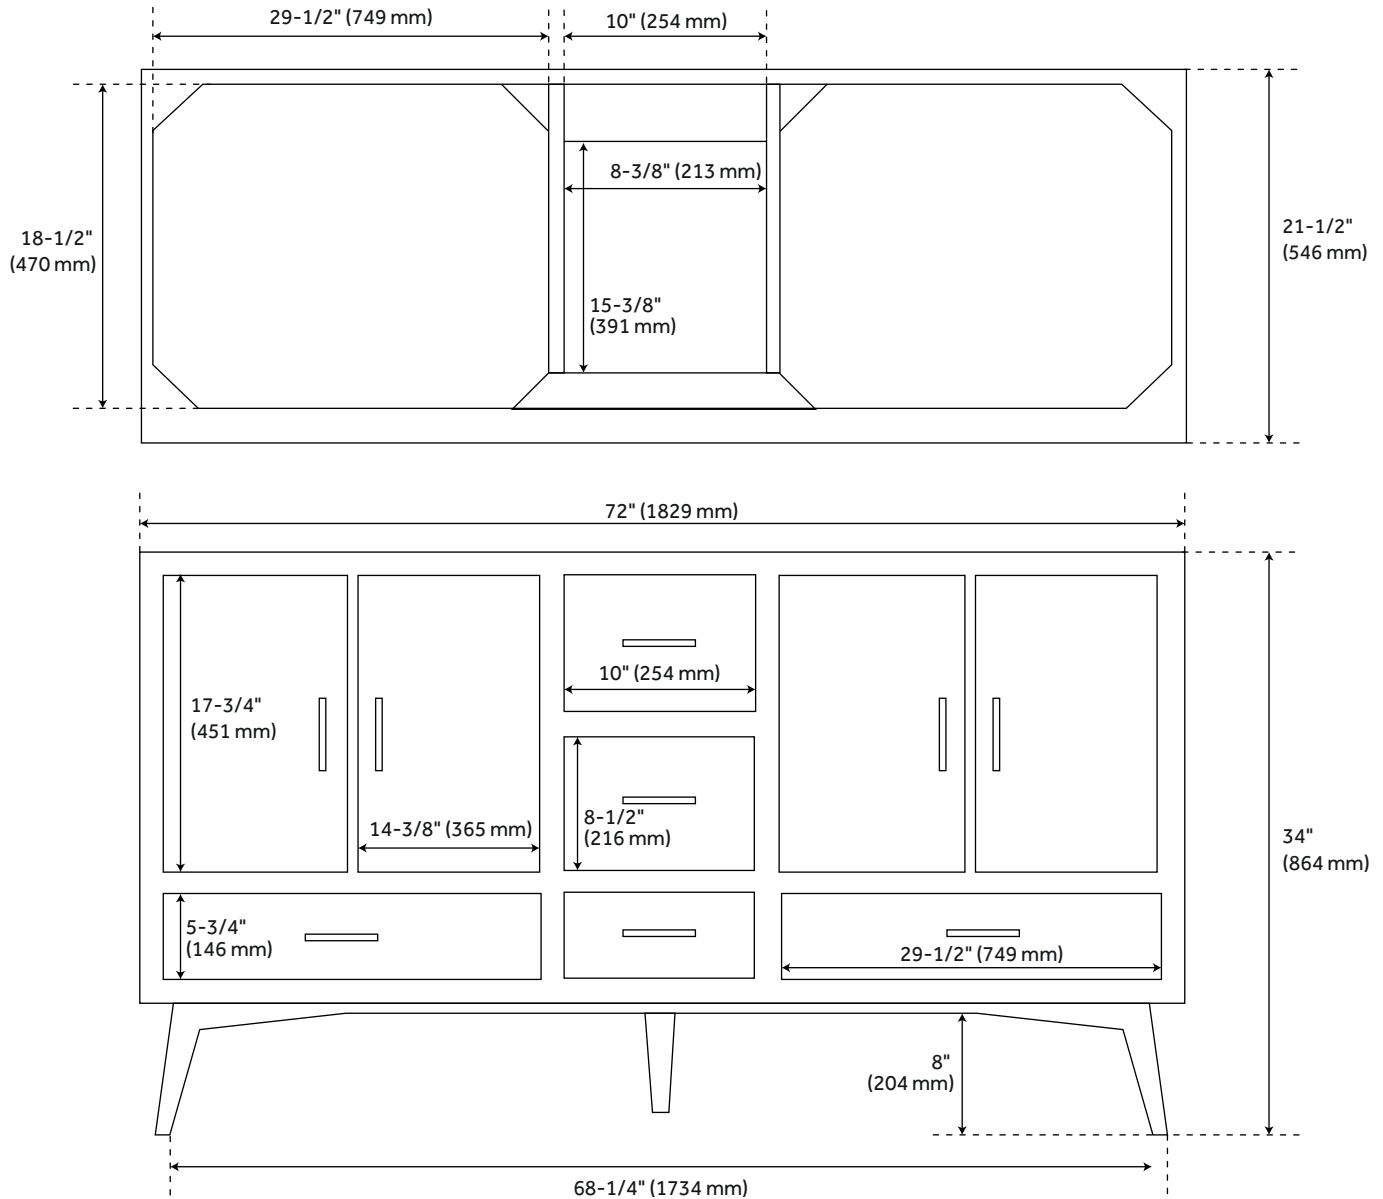 29-1/2" (749 mm)
10" (254 mm)
8-3/8" (213 mm)
18-1/2"
(470 mm)
21-1/2"
(546 mm)
15-3/8"
(391 mm)
72" (1829 mm)
10" (254 mm)
17-3/4"
(451 mm)
8-1/2"
(216 mm)
14-3/8" (365 mm)
34"
(864 mm)
5-3/4"
(146 mm)
29-1/2" (749 mm)
8"
(204 mm)
68-1/4" (1734 mm)